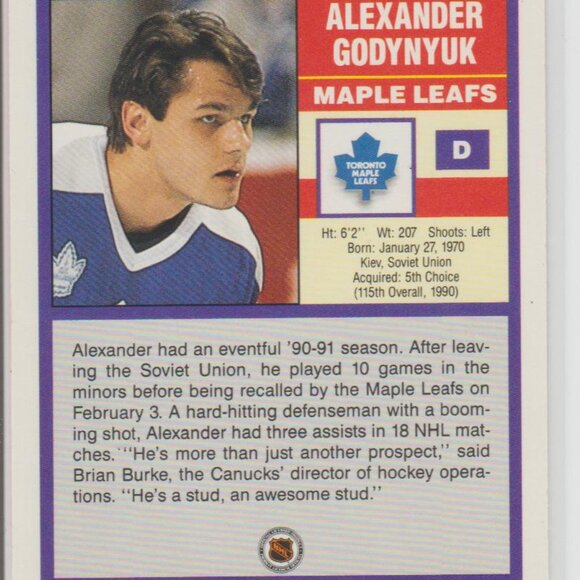 ALEXANDER
GODYNYUK
MAPLE LEAFS
TORONTO
MAPLE
LEAFS
D
Ht: 6'2'' Wt: 207 Shoots: Left
Born: January 27, 1970
Kiev, Soviet Union
Acquired: 5th Choice
(115th Overall, 1990)
Alexander had an eventful '90-91 season. After leav-
ing the Soviet Union, he played 10 games in the
minors before being recalled by the Maple Leafs on
February 3. A hard-hitting defenseman with a boom-
ing shot, Alexander had three assists in 18 NHL mat-
ches. ''He's more than just another prospect,'' said
Brian Burke, the Canucks' director of hockey opera-
tions. ''He's a stud, an awesome stud.''
NHL